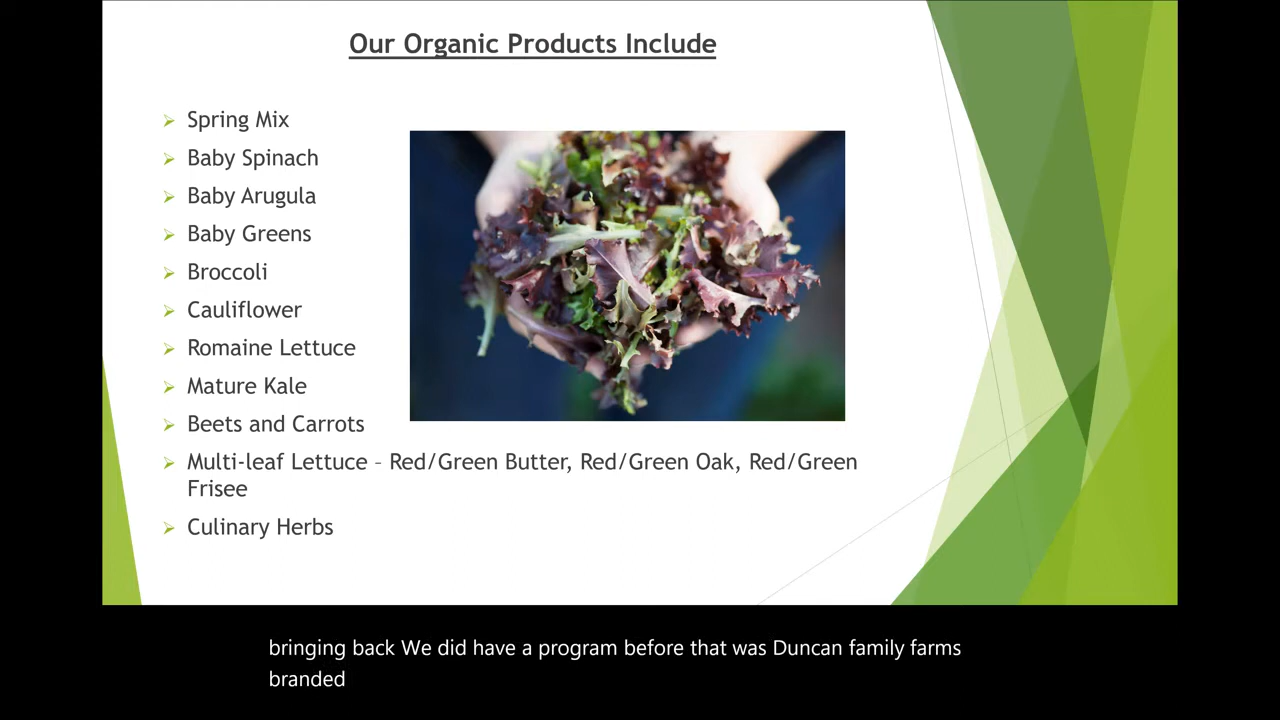 Our Organic Products Include
Spring Mix
Baby Spinach
Baby Arugula
Baby Greens
Broccoli
Cauliflower
Romaine Lettuce
Mature Kale
Beets and Carrots
Multi-leaf Lettuce – Red/Green Butter, Red/Green Oak, Red/Green
Frisee
Culinary Herbs
bringing back We did have a program before that was Duncan family farms
branded